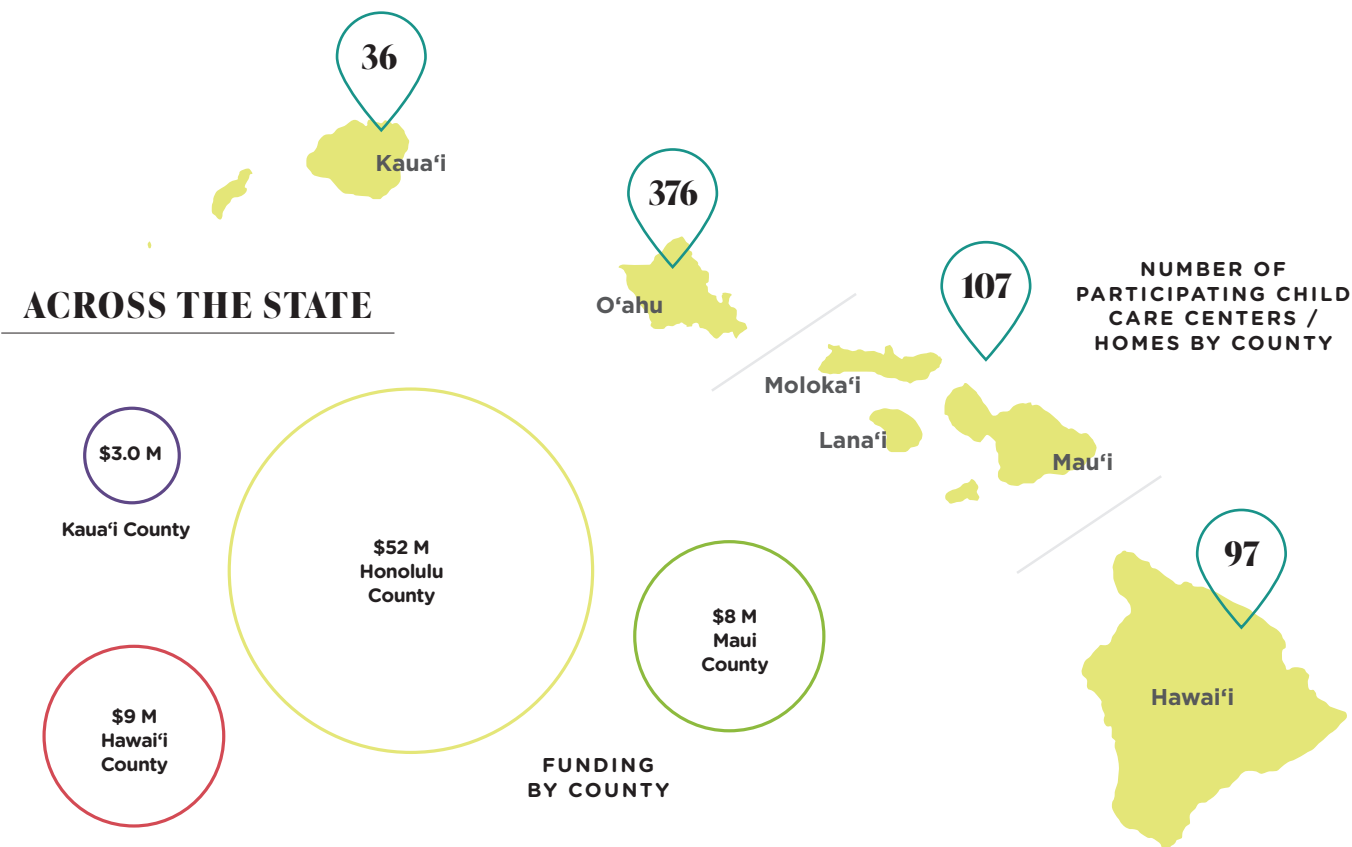 36
Kaua‘i
376
O‘ahu
107
NUMBER OF
PARTICIPATING CHILD
CARE CENTERS /
HOMES BY COUNTY
ACROSS THE STATE
Moloka‘i
Lana‘i
Mau‘i
$3.0 M
Kaua‘i County
$52 M
Honolulu
County
$8 M
Maui
County
97
Hawai‘i
$9 M
Hawai‘i
County
FUNDING
BY COUNTY